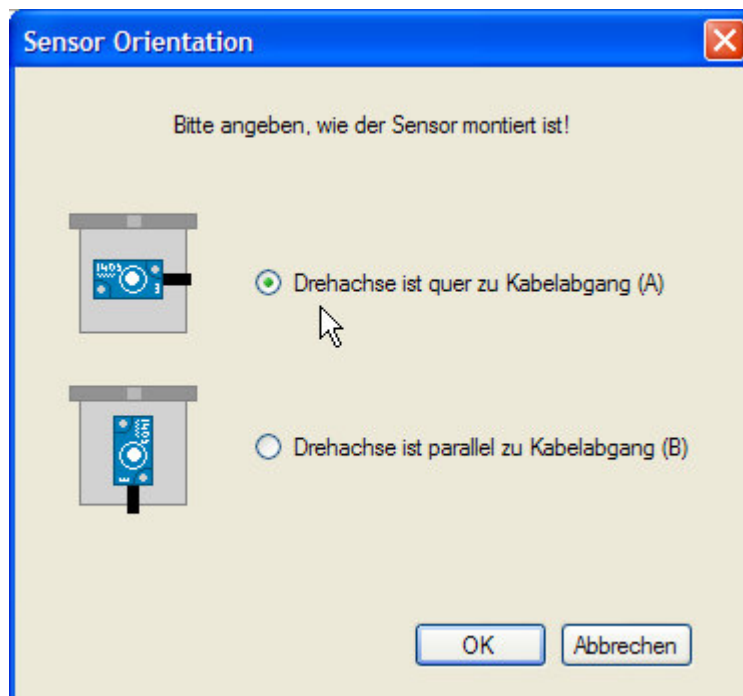 Sensor Orientation
Bitte angeben, wie der Sensor montiert ist!
Drehachse ist quer zu Kabelabgang (A)
Drehachse ist parallel zu Kabelabgang (B)
OK
Abbrechen